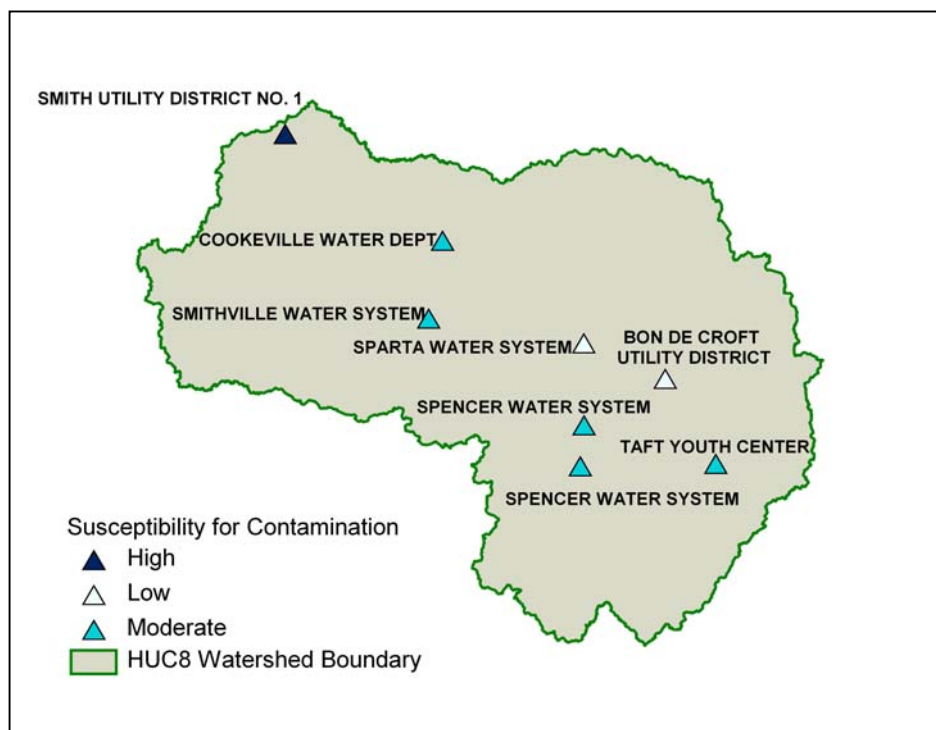 SMITH UTILITY DISTRICT NO. 1
COOKEVILLE WATER DEPT
SMITHVILLE WATER SYSTEM
SPARTA WATER SYSTEM
BON DE CROFT
UTILITY DISTRICT
SPENCER WATER SYSTEM
TAFT YOUTH CENTER
SPENCER WATER SYSTEM
Susceptibility for Contamination
High
Low
Moderate
HUC8 Watershed Boundary